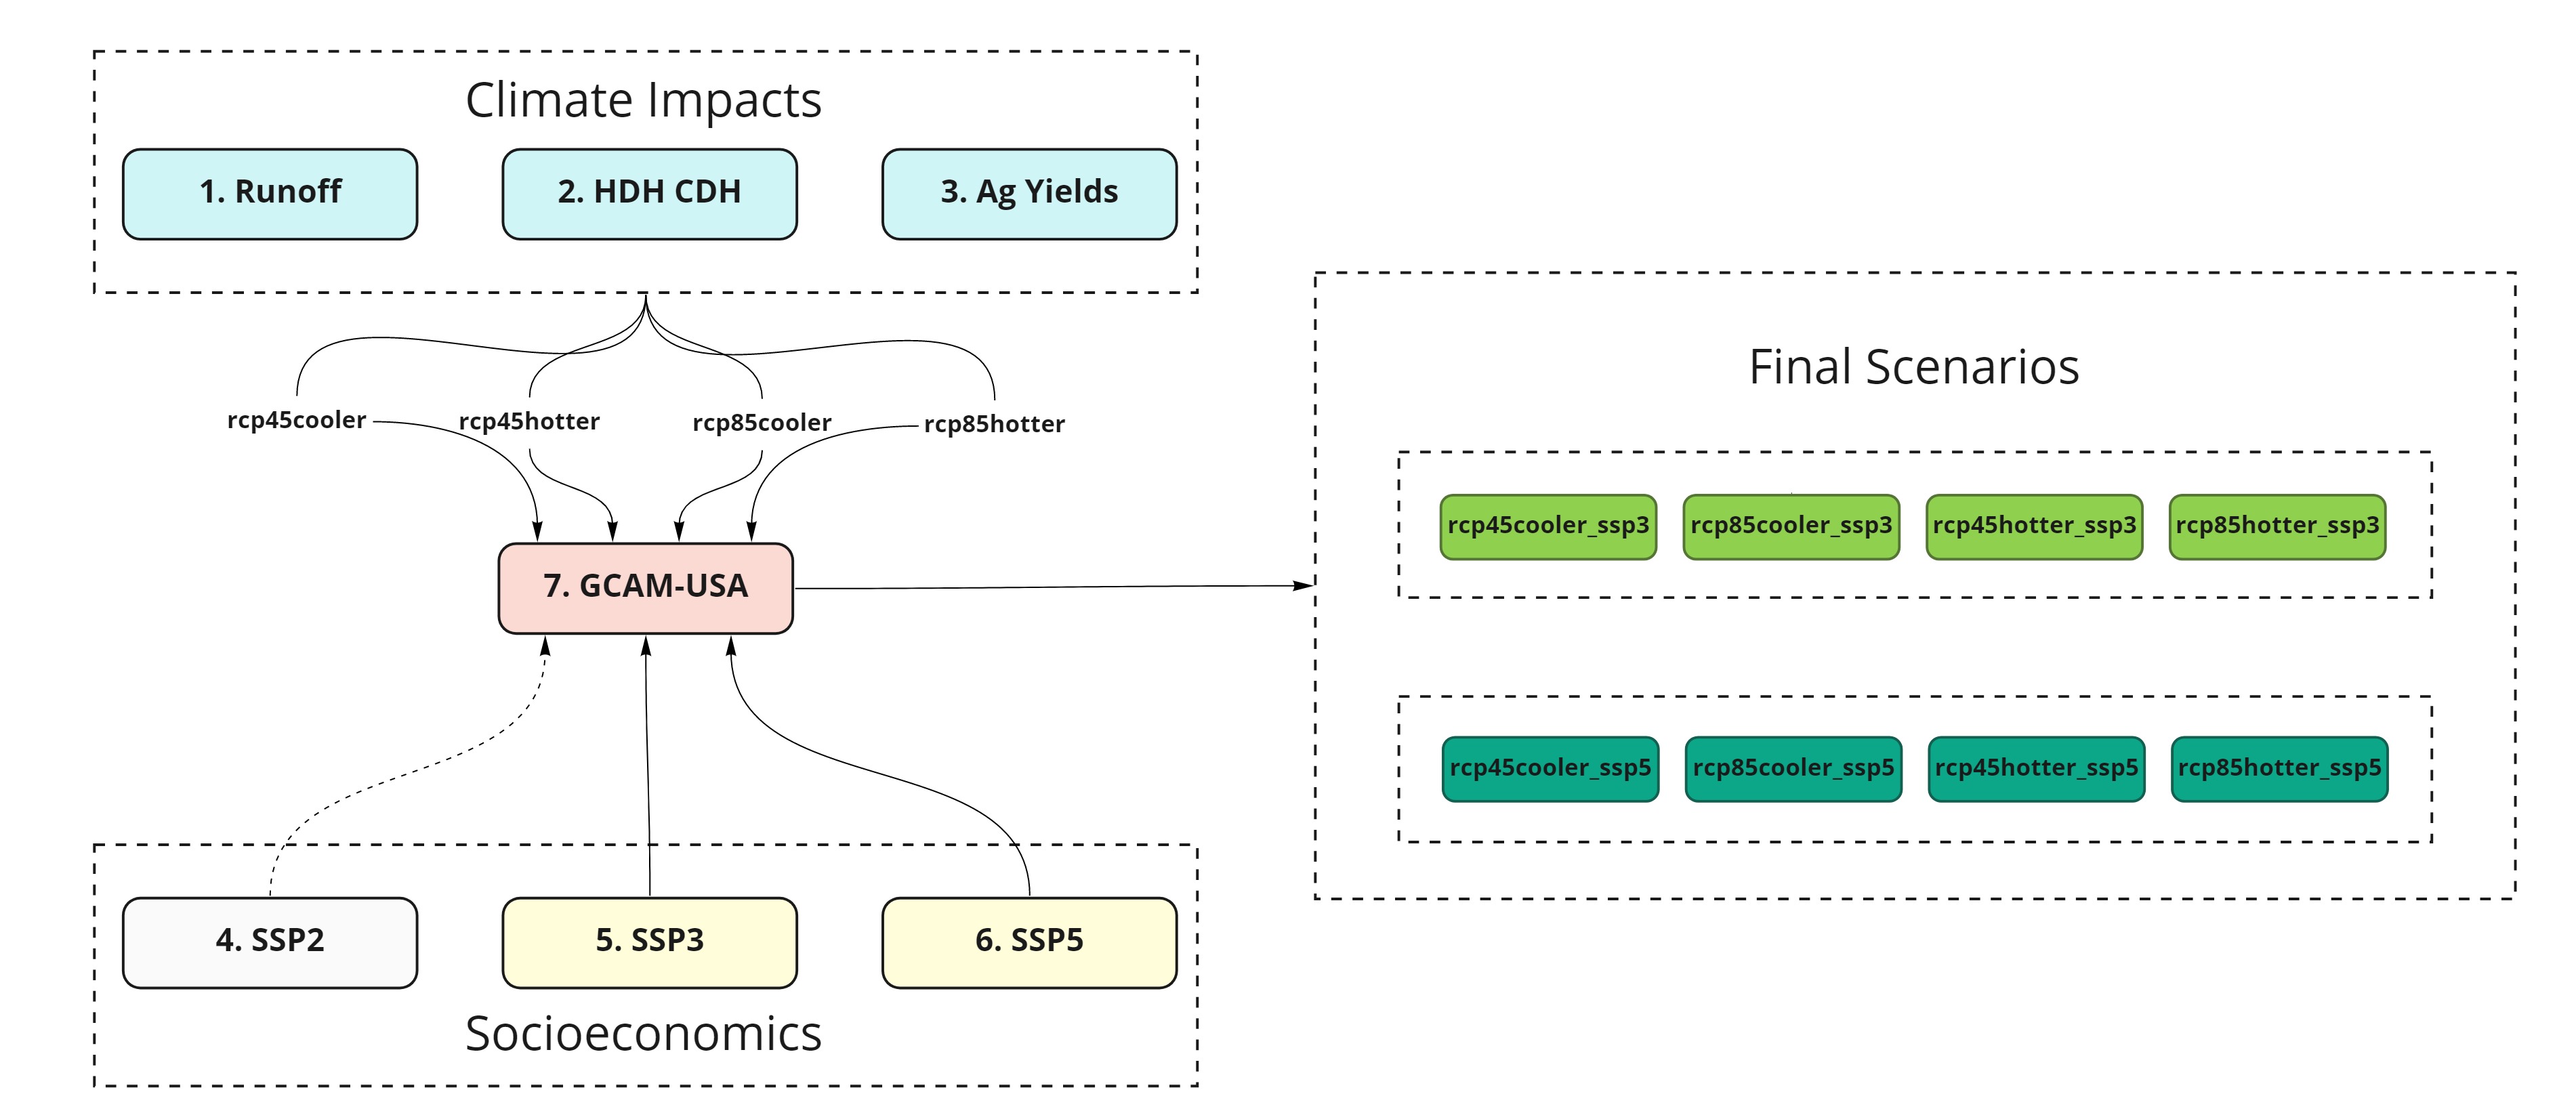 Climate Impacts
1. Runoff
2. HDH CDH
3. Ag Yields
rcp45cooler
rcp45hotter
rcp85cooler
rcp85hotter
7. GCAM-USA
4. SSP2
5. SSP3
6. SSP5
Socioeconomics
Final Scenarios
rcp45cooler_ssp3
rcp85cooler_ssp3
rcp45hotter_ssp3
rcp85hotter_ssp3
rcp45cooler_ssp5
rcp85cooler_ssp5
rcp45hotter_ssp5
rcp85hotter_ssp5